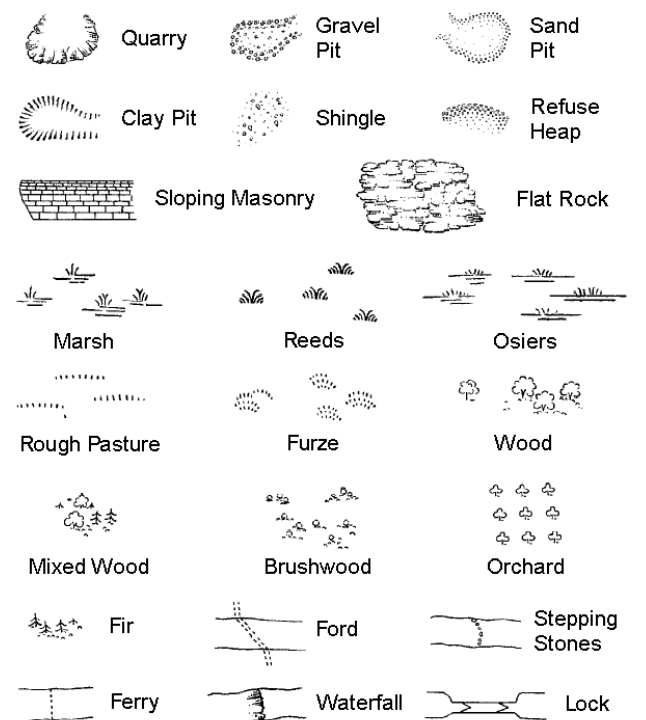 Quarry
Gravel
Pit
Sand
Pit
Clay Pit
Shingle
Refuse
Heap
Sloping Masonry
Flat Rock
Marsh
Reeds
Osiers
Rough Pasture
Furze
Wood
Mixed Wood
Brushwood
Orchard
Fir
Ford
Stepping
Stones
Ferry
Waterfall
Lock